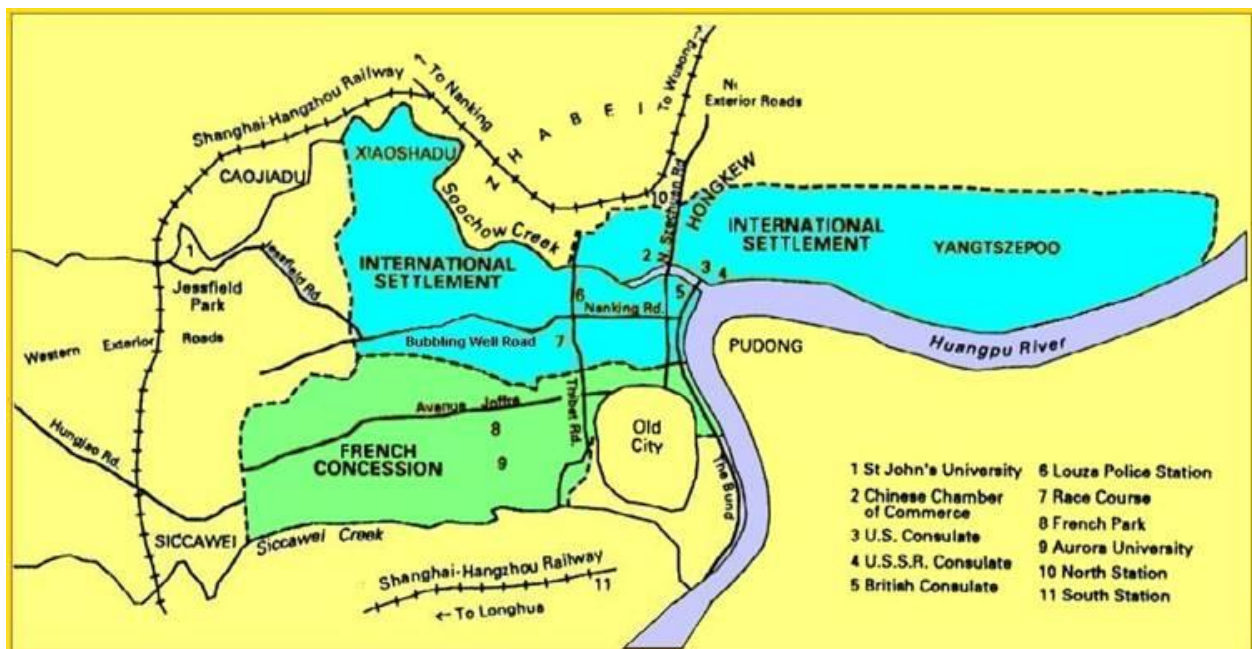 Shanghai-Hangzhou Railway
← To Nanking
To Wusong →
Exterior Roads
ZHABEI
CAOJIADU
XIAOSHADU
Soochow Creek
10
N. Szechuan Rd
HONGKEW
INTERNATIONAL
SETTLEMENT
YANGTSZEPOO
1
Jessfield
Park
Jessfield Rd.
INTERNATIONAL
SETTLEMENT
2
3
4
5
6
Nanking Rd.
Western Exterior Roads
Bubbling Well Road
7
PUDONG
Huangpu River
Avenue Joffre
Thibet Rd.
8
9
FRENCH
CONCESSION
Old
City
The Bund
Hungjao Rd.
SICCAWEI
Siccawei Creek
Shanghai-Hangzhou Railway
11
← To Longhua
1 St John's University
2 Chinese Chamber
of Commerce
3 U.S. Consulate
4 U.S.S.R. Consulate
5 British Consulate
6 Louza Police Station
7 Race Course
8 French Park
9 Aurora University
10 North Station
11 South Station